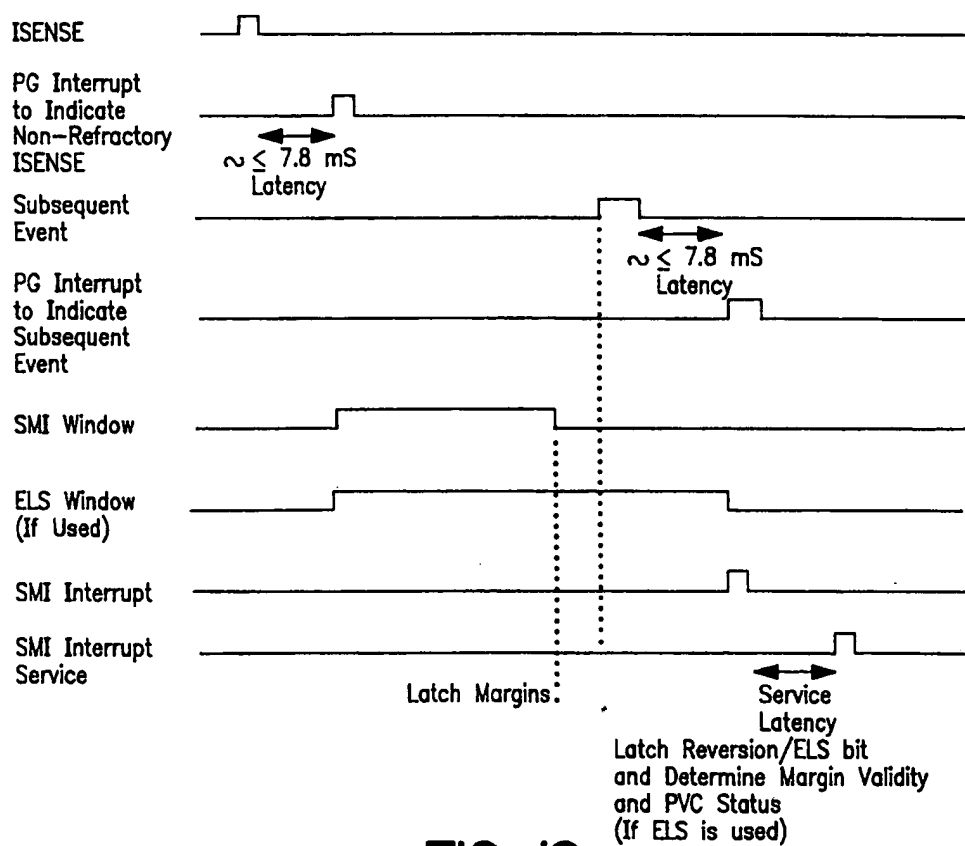 ISENSE
PG Interrupt
to Indicate
Non-Refractory
ISENSE
~ ≤ 7.8 mS
Latency
Subsequent
Event
~ ≤ 7.8 mS
Latency
PG Interrupt
to Indicate
Subsequent
Event
SMI Window
ELS Window
(If Used)
SMI Interrupt
SMI Interrupt
Service
Latch Margins
Service
Latency
Latch Reversion/ELS bit
and Determine Margin Validity
and PVC Status
(If ELS is used)